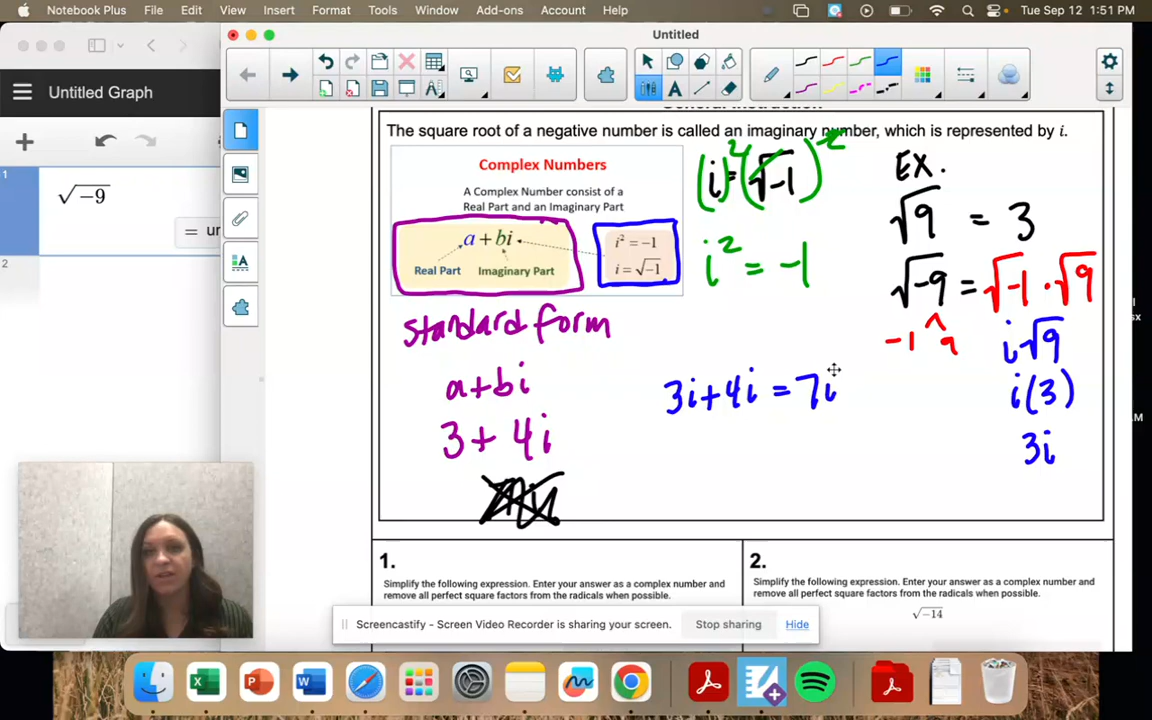 Notebook Plus File Edit View Insert Format Tools Window Add-ons Account Help Tue Sep 12 1:51 PM
Untitled
Untitled Graph
1
√−9
=
2
The square root of a negative number is called an imaginary number, which is represented by i.
Complex Numbers
A Complex Number consist of a
Real Part and an Imaginary Part
a + bi
Real Part Imaginary Part
i² = −1
i = √−1
(i)² = (√−1)²
i² = −1
EX.
√9 = 3
√−9 = √−1 · √9
−1 9
i√9
i(3)
3i
standard form
a+bi
3 + 4i
3i+4i = 7i
1.
Simplify the following expression. Enter your answer as a complex number and
remove all perfect square factors from the radicals when possible.
2.
Simplify the following expression. Enter your answer as a complex number and
remove all perfect square factors from the radicals when possible.
√−14
Screencastify - Screen Video Recorder is sharing your screen. Stop sharing Hide